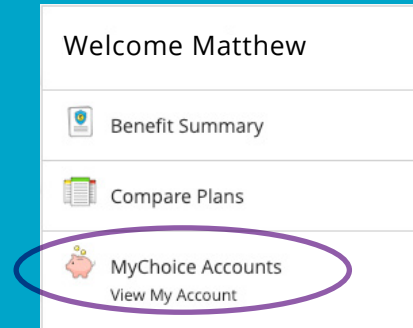 Welcome Matthew
Benefit Summary
Compare Plans
MyChoice Accounts
View My Account